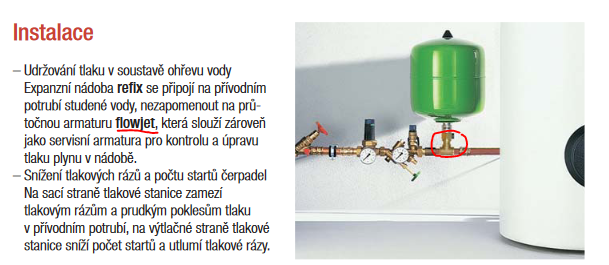 Instalace
– Udržování tlaku v soustavě ohřevu vody
Expanzní nádoba refix se připojí na přívodním
potrubí studené vody, nezapomenout na prů-
točnou armaturu flowjet, která slouží zároveň
jako servisní armatura pro kontrolu a úpravu
tlaku plynu v nádobě.
– Snížení tlakových rázů a počtu startů čerpadel
Na sací straně tlakové stanice zamezí
tlakovým rázům a prudkým poklesům tlaku
v přívodním potrubí, na výtlačné straně tlakové
stanice sníží počet startů a utlumí tlakové rázy.